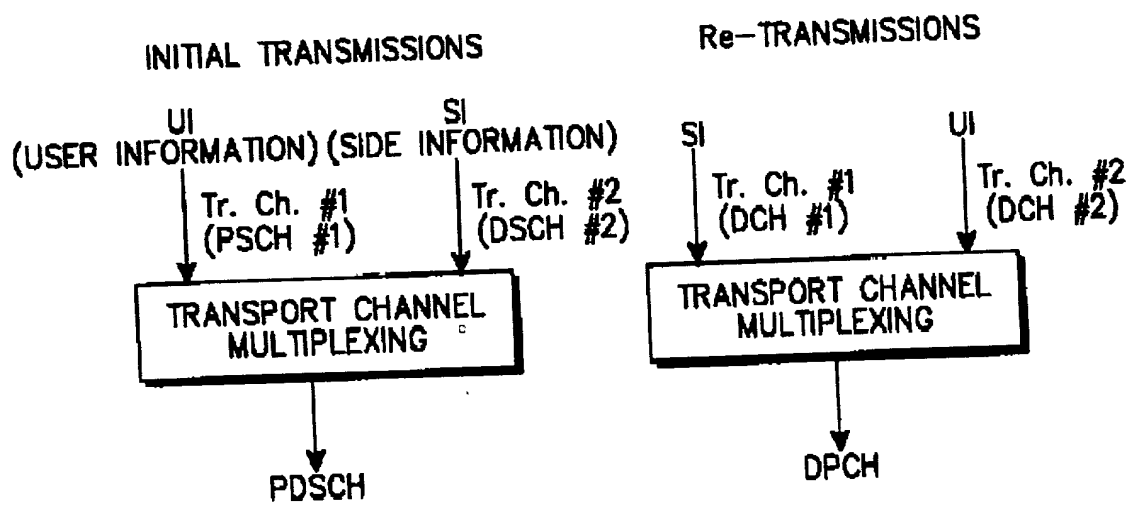 INITIAL TRANSMISSIONS
UI
(USER INFORMATION)
SI
(SIDE INFORMATION)
Tr. Ch. #1
(PSCH #1)
Tr. Ch. #2
(DSCH #2)
TRANSPORT CHANNEL
MULTIPLEXING
PDSCH
Re-TRANSMISSIONS
SI
UI
Tr. Ch. #1
(DCH #1)
Tr. Ch. #2
(DCH #2)
TRANSPORT CHANNEL
MULTIPLEXING
DPCH